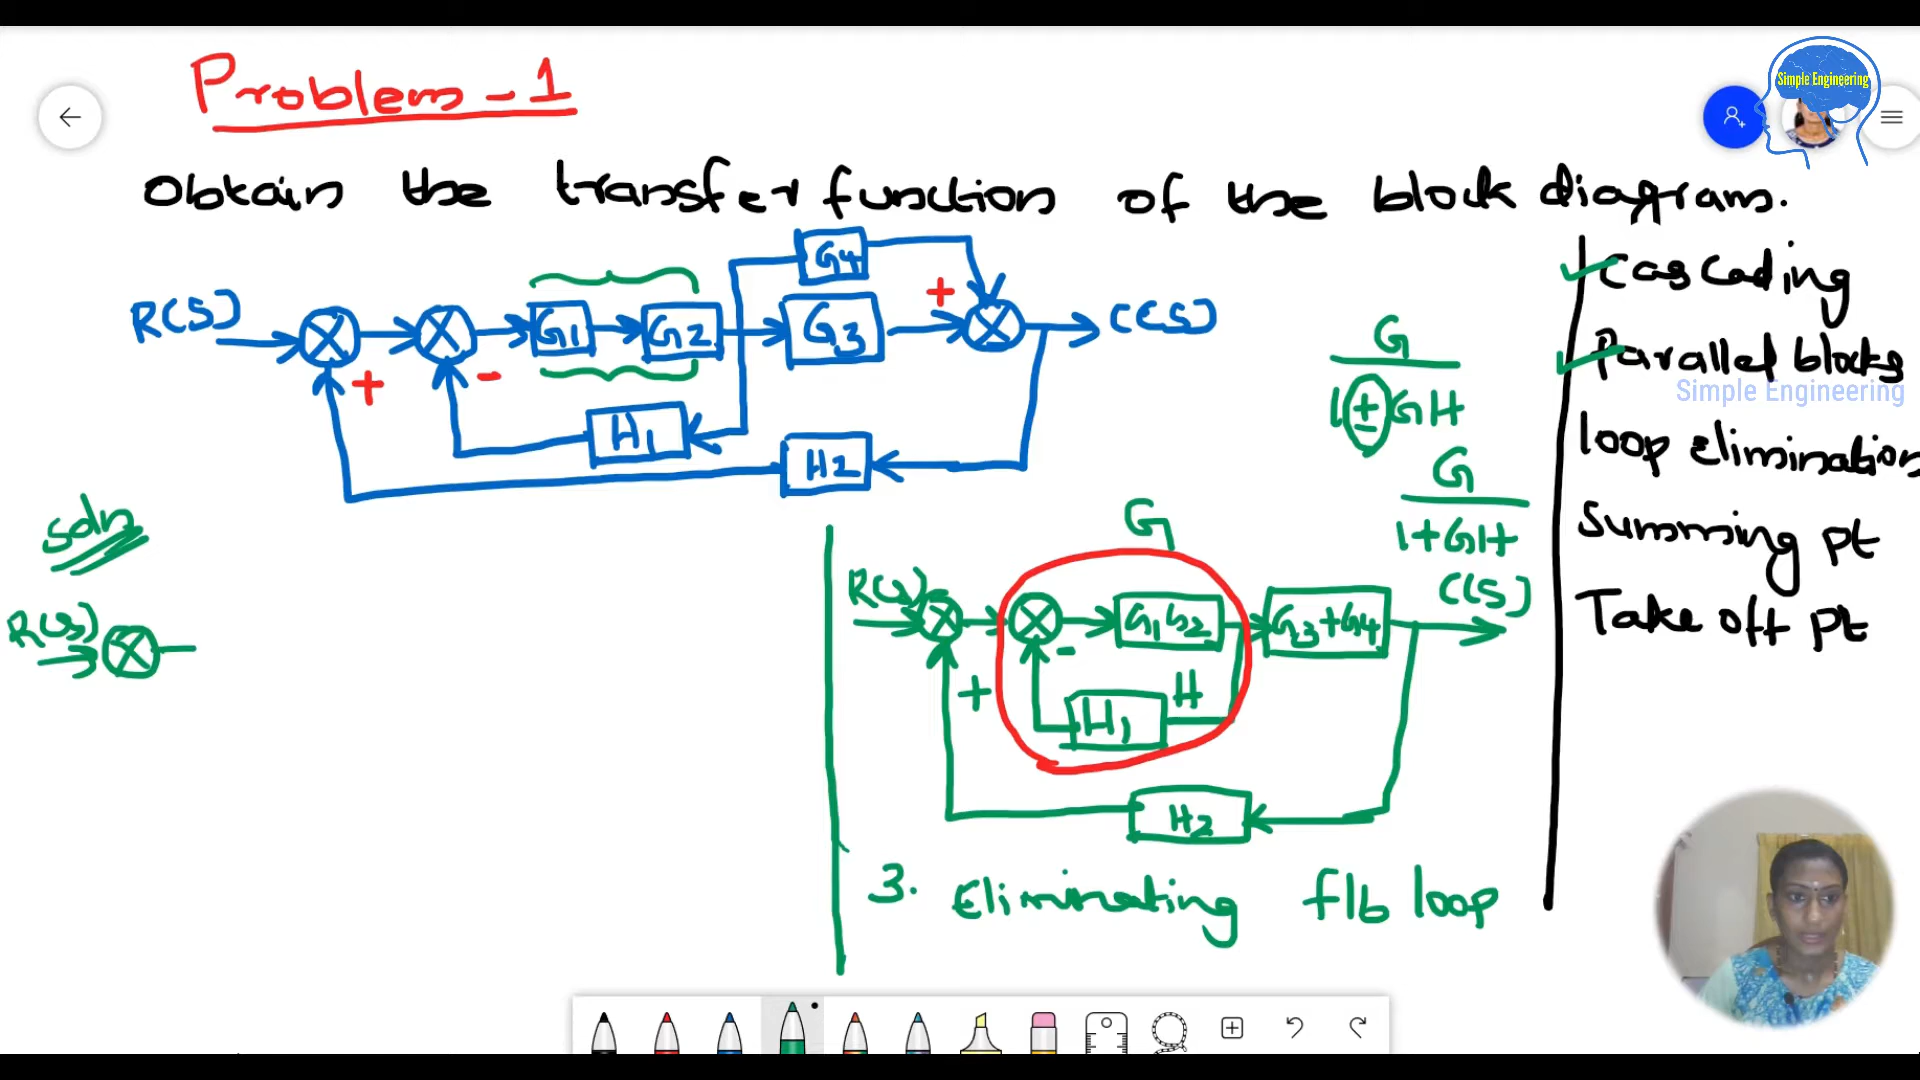 Problem - 1
Simple Engineering
Obtain the transfer function of the block diagram.
G4
R(S)
G1
G2
G3
+
C(S)
+
-
H1
H2
G
1±GH
G
1+GH
Cascading
Parallel blocks
Simple Engineering
loop elimination
Summing pt
Take off pt
Soln
R(s)
G
R(s)
G1G2
G3+G4
C(S)
-
+
H
H1
H2
3. Eliminating f/b loop